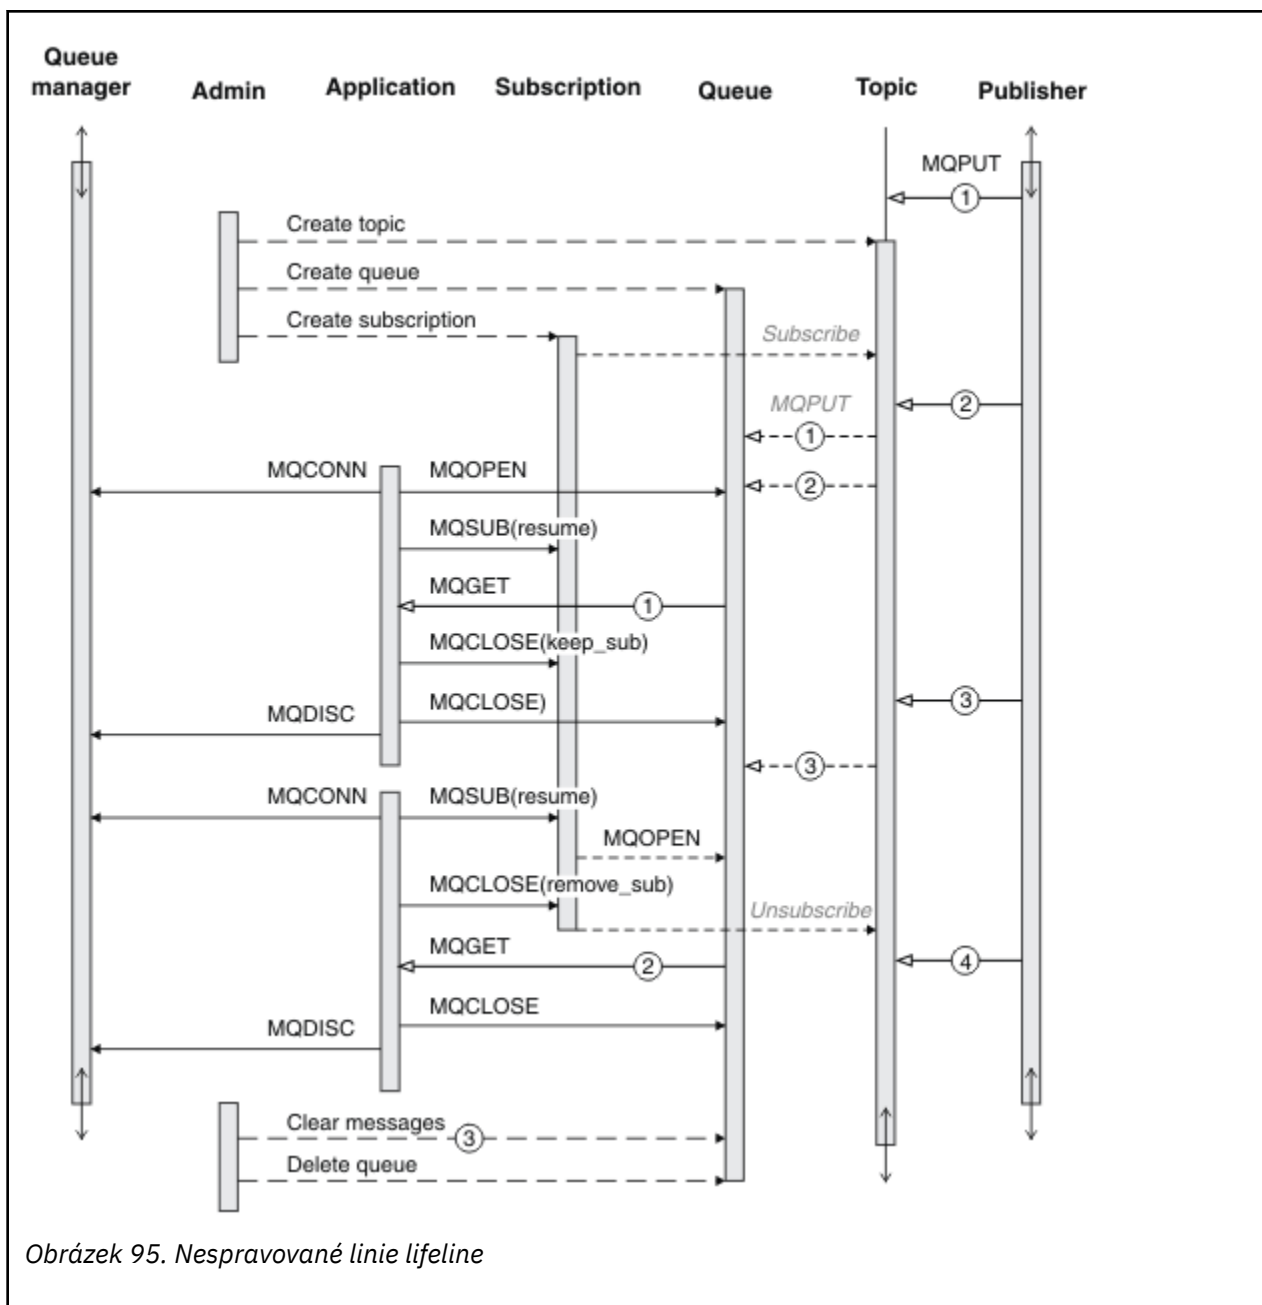 Queue
manager
Admin
Application
Subscription
Queue
Topic
Publisher
MQPUT
1
Create topic
Create queue
Create subscription
Subscribe
MQPUT
2
1
MQCONN
MQOPEN
2
MQSUB(resume)
MQGET
1
MQCLOSE(keep_sub)
3
MQDISC
MQCLOSE)
3
MQCONN
MQSUB(resume)
MQOPEN
MQCLOSE(remove_sub)
Unsubscribe
MQGET
2
4
MQCLOSE
MQDISC
Clear messages
3
Delete queue
Obrázek 95. Nespravované linie lifeline